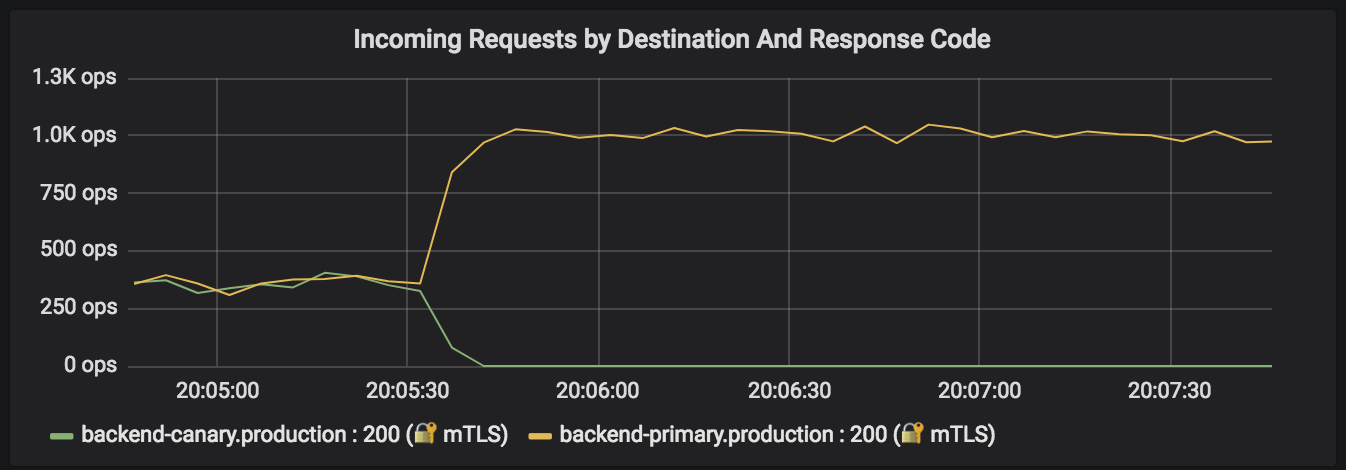 Incoming Requests by Destination And Response Code
1.3K ops
1.0K ops
750 ops
500 ops
250 ops
0 ops
20:05:00 20:05:30 20:06:00 20:06:30 20:07:00 20:07:30
backend-canary.production : 200 (🔐 mTLS) backend-primary.production : 200 (🔐 mTLS)